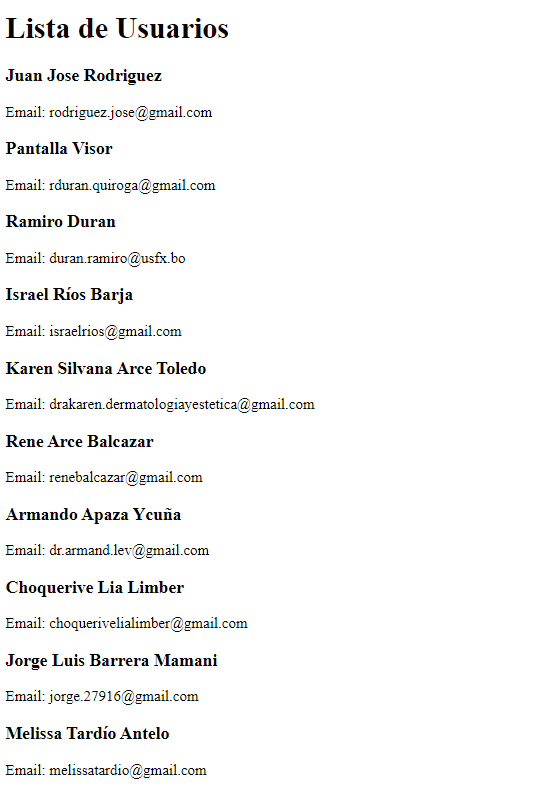 Lista de Usuarios
Juan Jose Rodriguez
Email: rodriguez.jose@gmail.com
Pantalla Visor
Email: rduran.quiroga@gmail.com
Ramiro Duran
Email: duran.ramiro@usfx.bo
Israel Ríos Barja
Email: israelrios@gmail.com
Karen Silvana Arce Toledo
Email: drakaren.dermatologiayestetica@gmail.com
Rene Arce Balcazar
Email: renebalcazar@gmail.com
Armando Apaza Ycuña
Email: dr.armand.lev@gmail.com
Choquerive Lia Limber
Email: choquerivelialimber@gmail.com
Jorge Luis Barrera Mamani
Email: jorge.27916@gmail.com
Melissa Tardío Antelo
Email: melissatardio@gmail.com